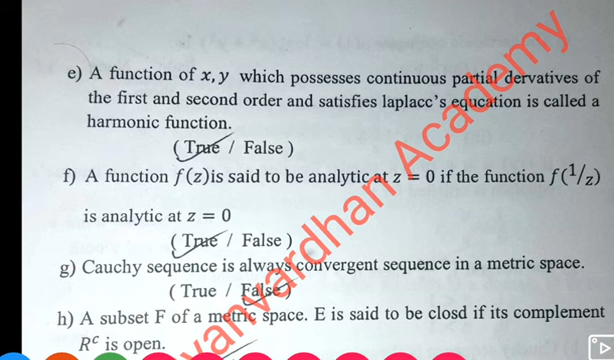 e) A function of x, y which possesses continuous partial dervatives of
the first and second order and satisfies laplacc's equcation is called a
harmonic function.
( True / False )
f) A function f(z)is said to be analytic at z = 0 if the function f(1/z)
is analytic at z = 0
( True / False )
g) Cauchy sequence is always convergent sequence in a metric space.
( True / False )
h) A subset F of a metric space. E is said to be closd if its complement
R^c is open.
vanvardhan Academy